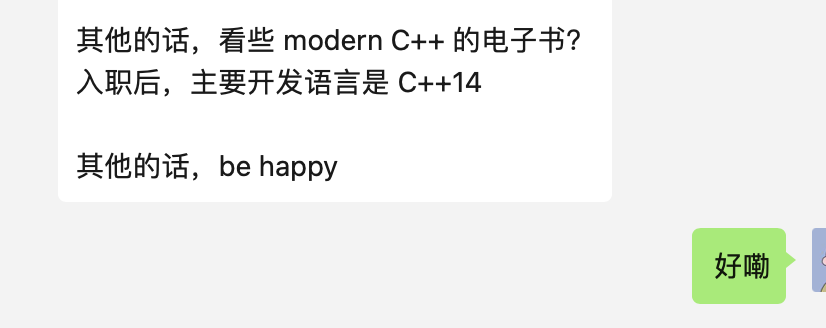 其他的话，看些 modern C++ 的电子书？
入职后，主要开发语言是 C++14
其他的话，be happy
好嘞